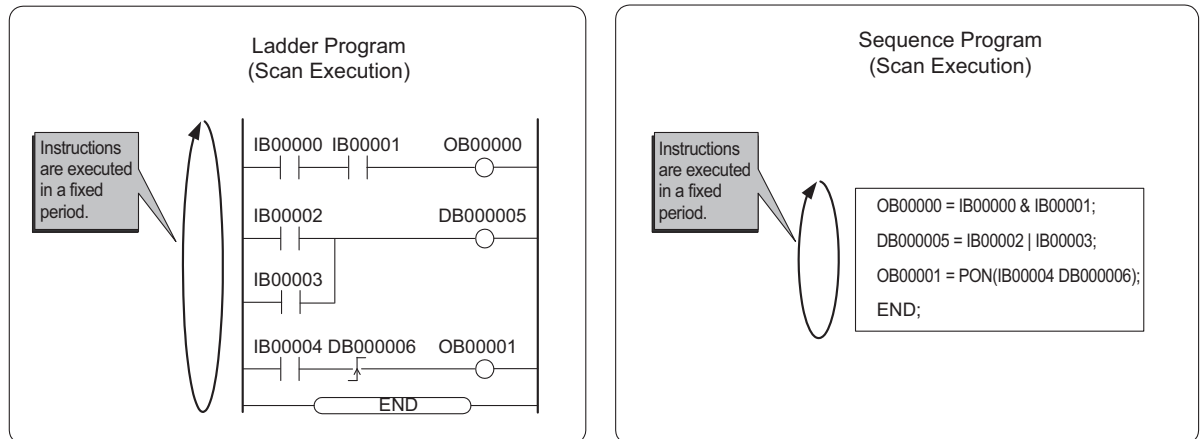 Ladder Program
(Scan Execution)
Instructions
are executed
in a fixed
period.
IB00000 IB00001 OB00000
IB00002 DB000005
IB00003
IB00004 DB000006 OB00001
END
Sequence Program
(Scan Execution)
Instructions
are executed
in a fixed
period.
OB00000 = IB00000 & IB00001;
DB000005 = IB00002 | IB00003;
OB00001 = PON(IB00004 DB000006);
END;